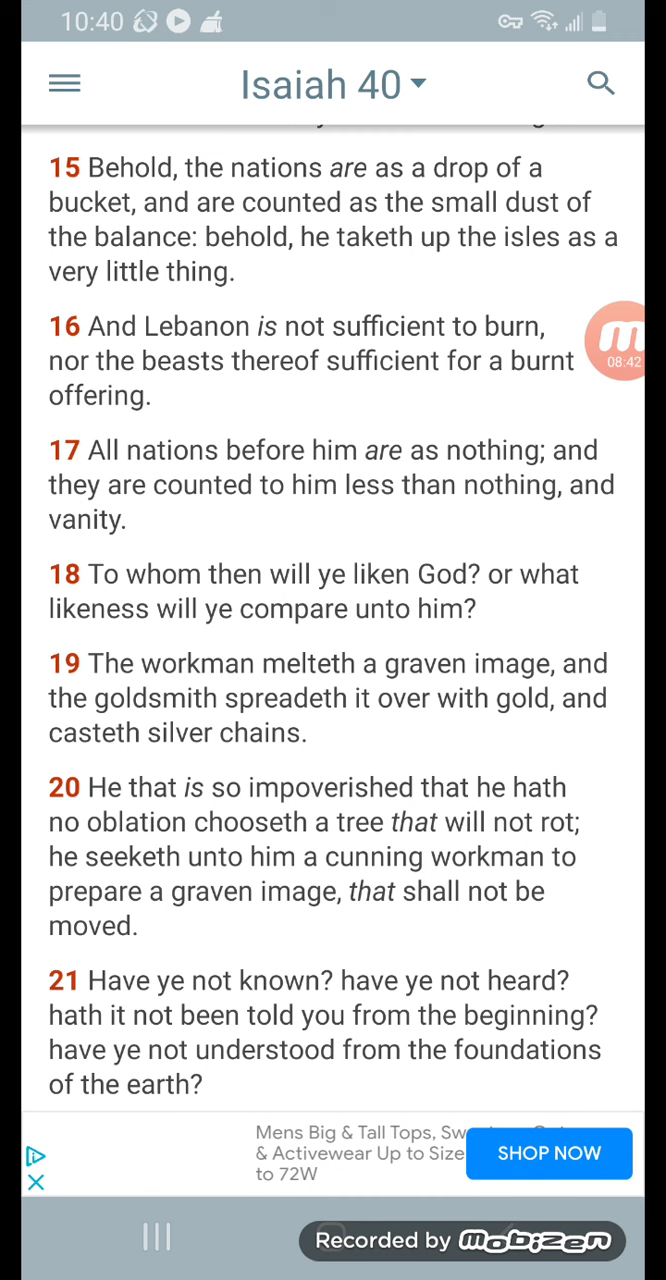 10:40
Isaiah 40
15 Behold, the nations are as a drop of a
bucket, and are counted as the small dust of
the balance: behold, he taketh up the isles as a
very little thing.
16 And Lebanon is not sufficient to burn,
nor the beasts thereof sufficient for a burnt
offering.
m
08:42
17 All nations before him are as nothing; and
they are counted to him less than nothing, and
vanity.
18 To whom then will ye liken God? or what
likeness will ye compare unto him?
19 The workman melteth a graven image, and
the goldsmith spreadeth it over with gold, and
casteth silver chains.
20 He that is so impoverished that he hath
no oblation chooseth a tree that will not rot;
he seeketh unto him a cunning workman to
prepare a graven image, that shall not be
moved.
21 Have ye not known? have ye not heard?
hath it not been told you from the beginning?
have ye not understood from the foundations
of the earth?
Mens Big & Tall Tops,
& Activewear Up to Size
to 72W
SHOP NOW
Recorded by mobizen